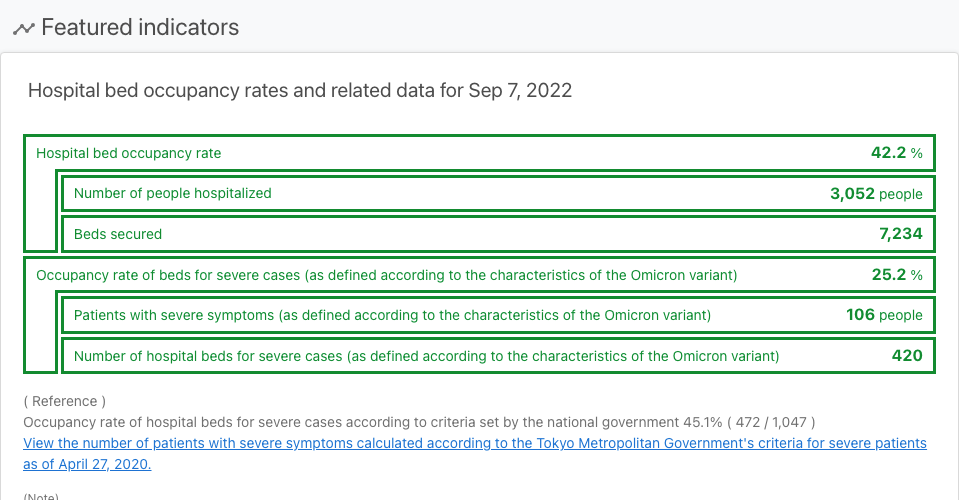 Featured indicators
Hospital bed occupancy rates and related data for Sep 7, 2022
Hospital bed occupancy rate 42.2 %
Number of people hospitalized 3,052 people
Beds secured 7,234
Occupancy rate of beds for severe cases (as defined according to the characteristics of the Omicron variant) 25.2 %
Patients with severe symptoms (as defined according to the characteristics of the Omicron variant) 106 people
Number of hospital beds for severe cases (as defined according to the characteristics of the Omicron variant) 420
( Reference )
Occupancy rate of hospital beds for severe cases according to criteria set by the national government 45.1% ( 472 / 1,047 )
View the number of patients with severe symptoms calculated according to the Tokyo Metropolitan Government's criteria for severe patients
as of April 27, 2020.
(Note)